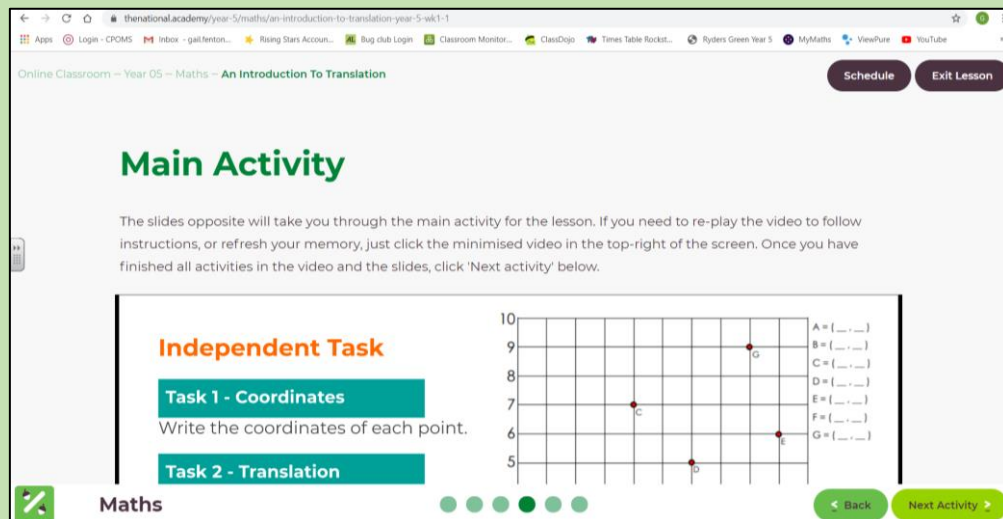 thenational.academy/year-5/maths/an-introduction-to-translation-year-5-wk1-1
Apps Login - CPOMS Inbox - gail.fenton... Rising Stars Accoun... Bug club Login Classroom Monitor... ClassDojo Times Table Rockst... Ryders Green Year 5 MyMaths ViewPure YouTube
Online Classroom – Year 05 – Maths – An Introduction To Translation
Schedule
Exit Lesson
Main Activity
The slides opposite will take you through the main activity for the lesson. If you need to re-play the video to follow
instructions, or refresh your memory, just click the minimised video in the top-right of the screen. Once you have
finished all activities in the video and the slides, click 'Next activity' below.
Independent Task
Task 1 - Coordinates
Write the coordinates of each point.
Task 2 - Translation
10
9
8
7
6
5
G
C
E
D
A = (__ , __)
B = (__ , __)
C = (__ , __)
D = (__ , __)
E = (__ , __)
F = (__ , __)
G = (__ , __)
Maths
Back
Next Activity